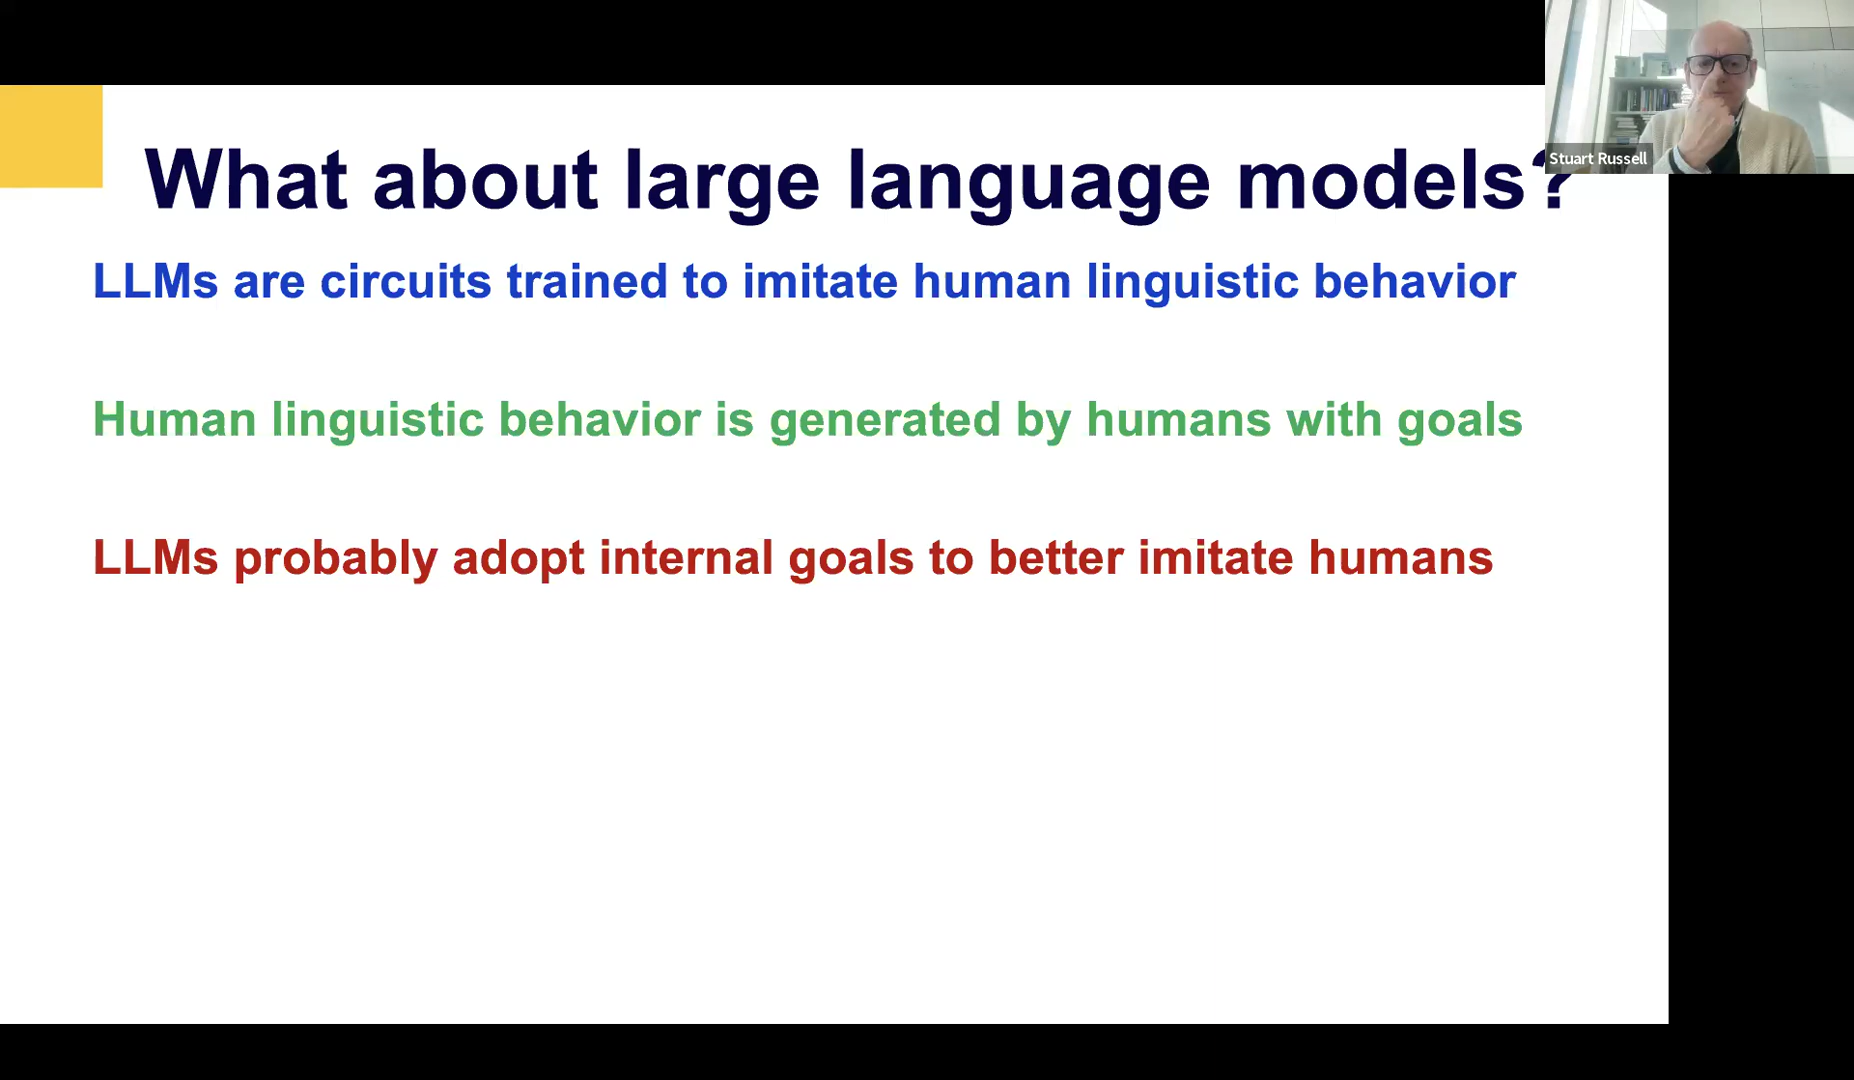 Stuart Russell
What about large language models?
LLMs are circuits trained to imitate human linguistic behavior
Human linguistic behavior is generated by humans with goals
LLMs probably adopt internal goals to better imitate humans